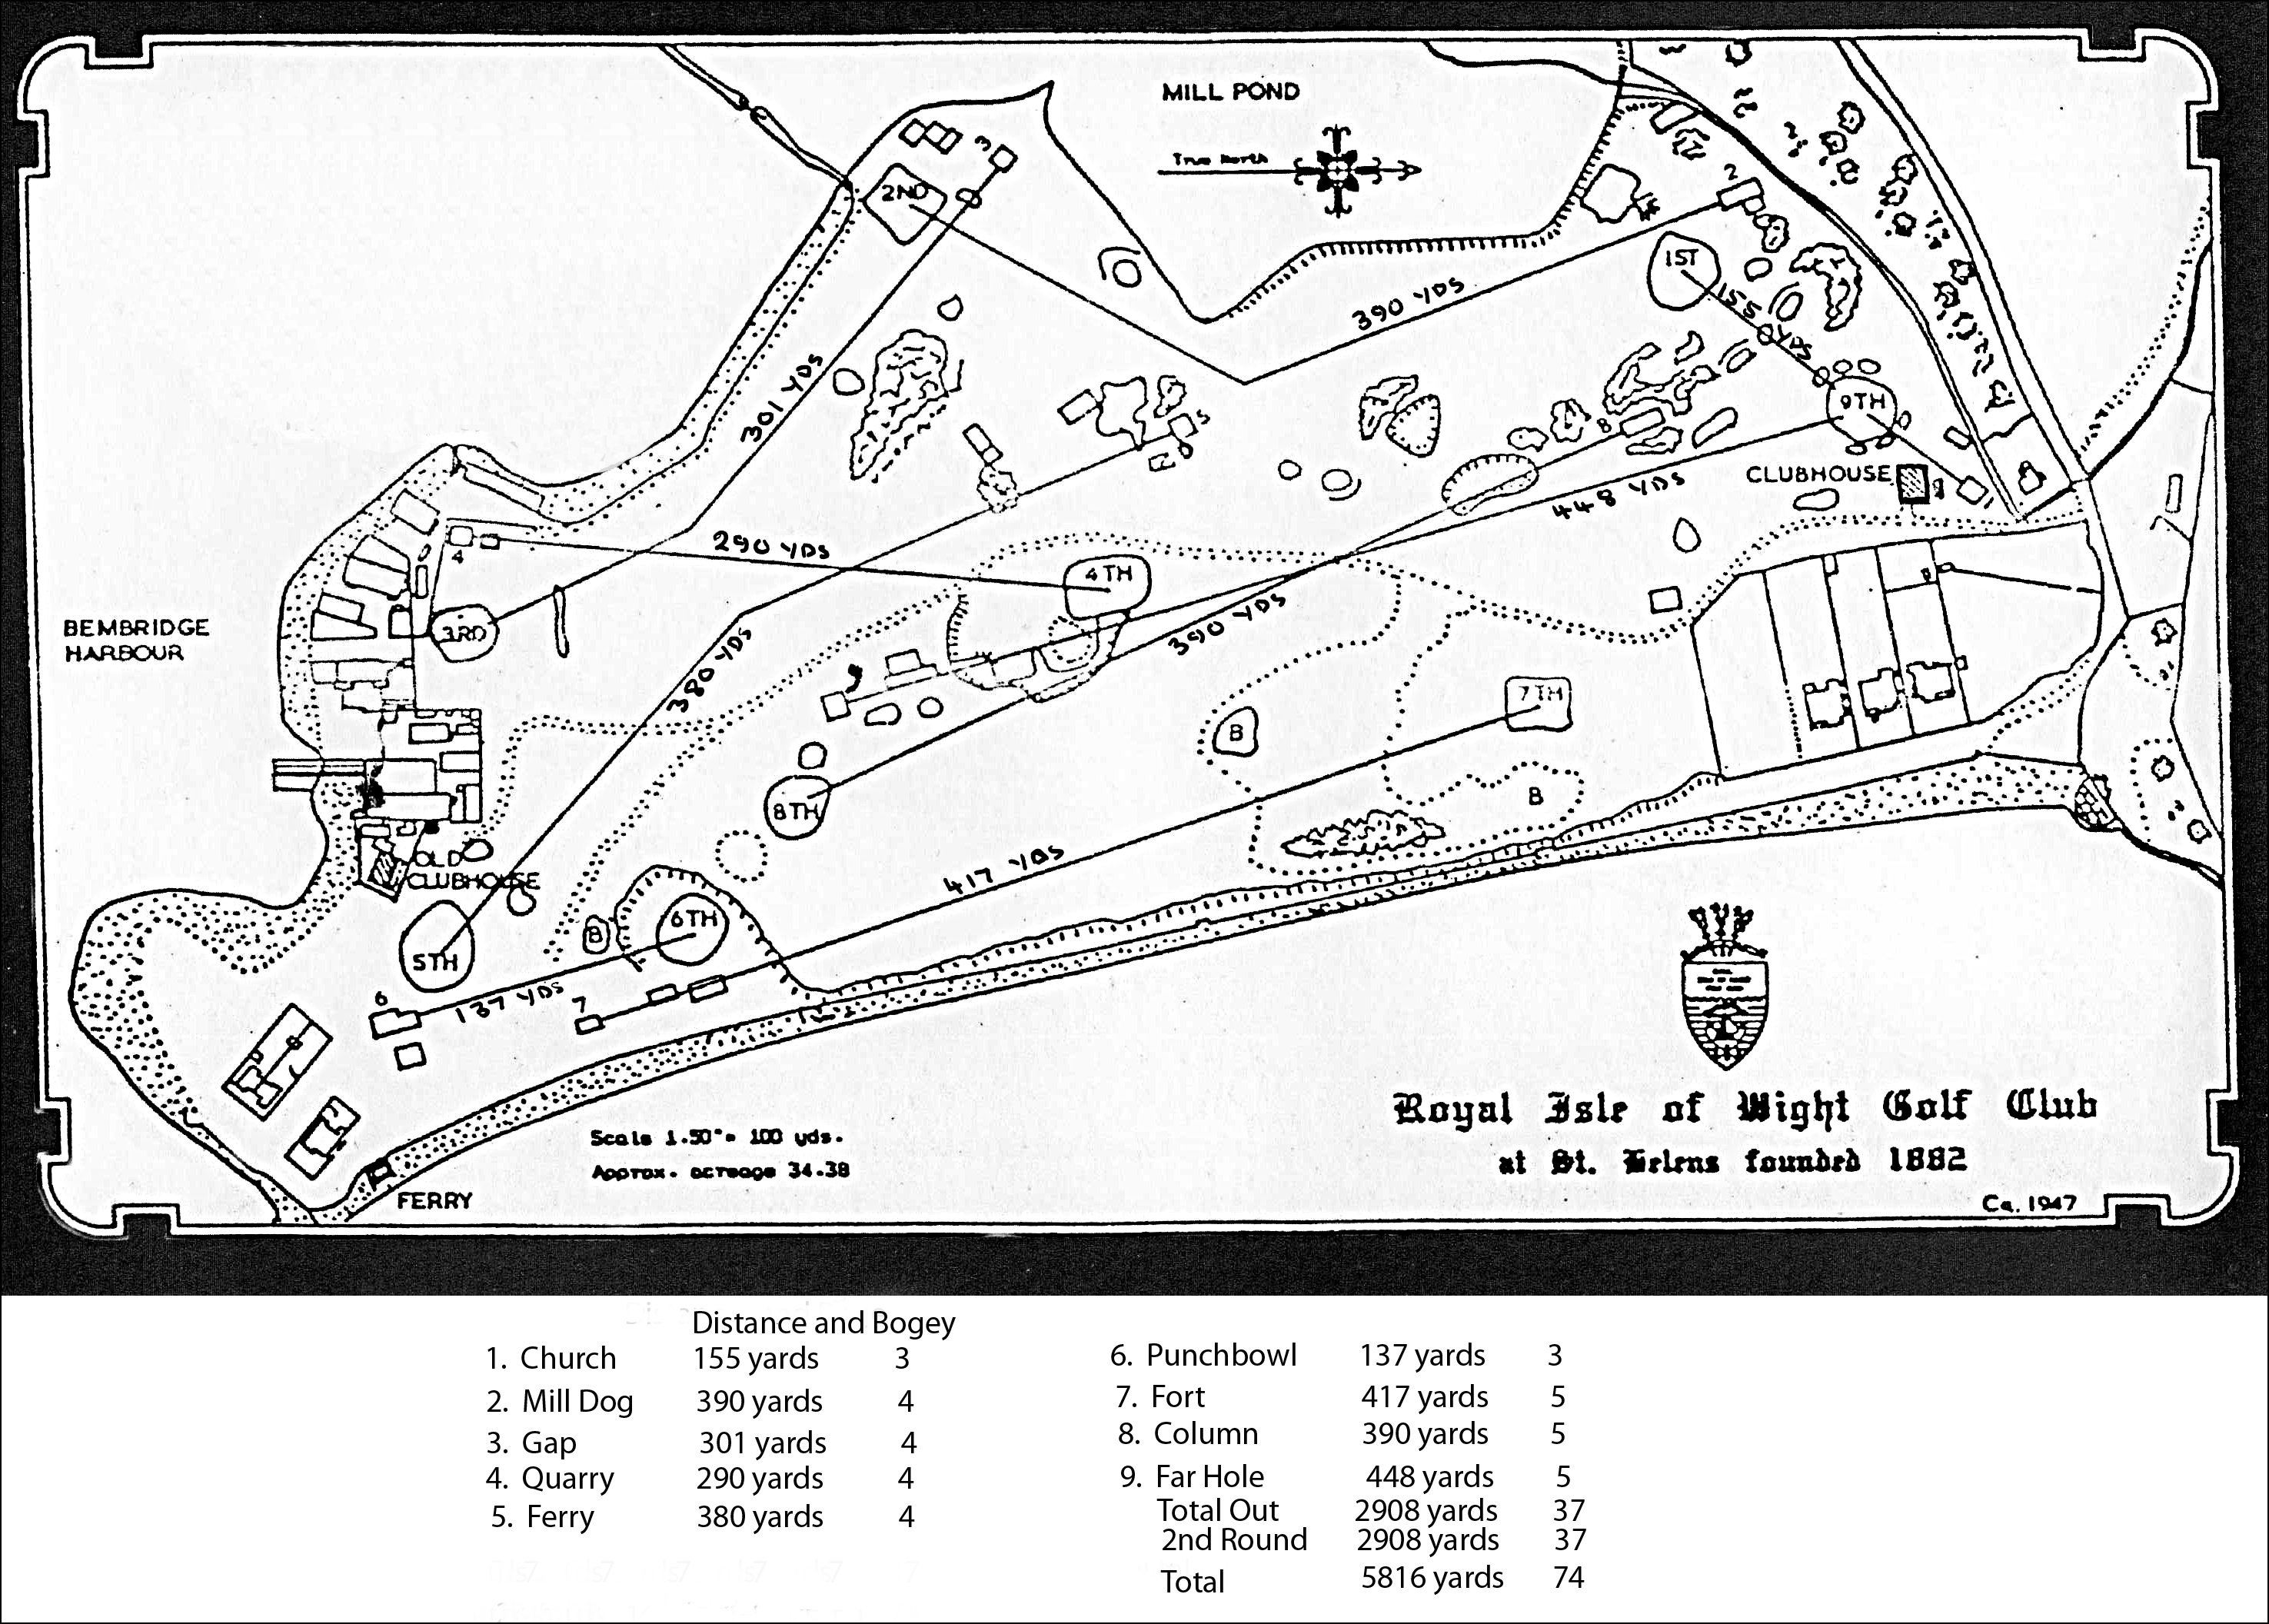 MILL POND
True North
3
2ND
2
1ST
155 YDS
390 YDS
301 YDS
5
8
9TH
CLUBHOUSE
448 YDS
290 YDS
4
4TH
BEMBRIDGE
HARBOUR
3RD
390 YDS
380 YDS
7TH
B
8TH
B
OLD
CLUBHOUSE
417 YDS
6TH
B
5TH
6
137 YDS
7
Royal Isle of Wight Golf Club
at St. Helens founded 1882
Scale 1.50"= 100 yds.
Approx. acreage 34.38
FERRY
Ca. 1947
Distance and Bogey
1. Church 155 yards 3
2. Mill Dog 390 yards 4
3. Gap 301 yards 4
4. Quarry 290 yards 4
5. Ferry 380 yards 4
6. Punchbowl 137 yards 3
7. Fort 417 yards 5
8. Column 390 yards 5
9. Far Hole 448 yards 5
Total Out 2908 yards 37
2nd Round 2908 yards 37
Total 5816 yards 74